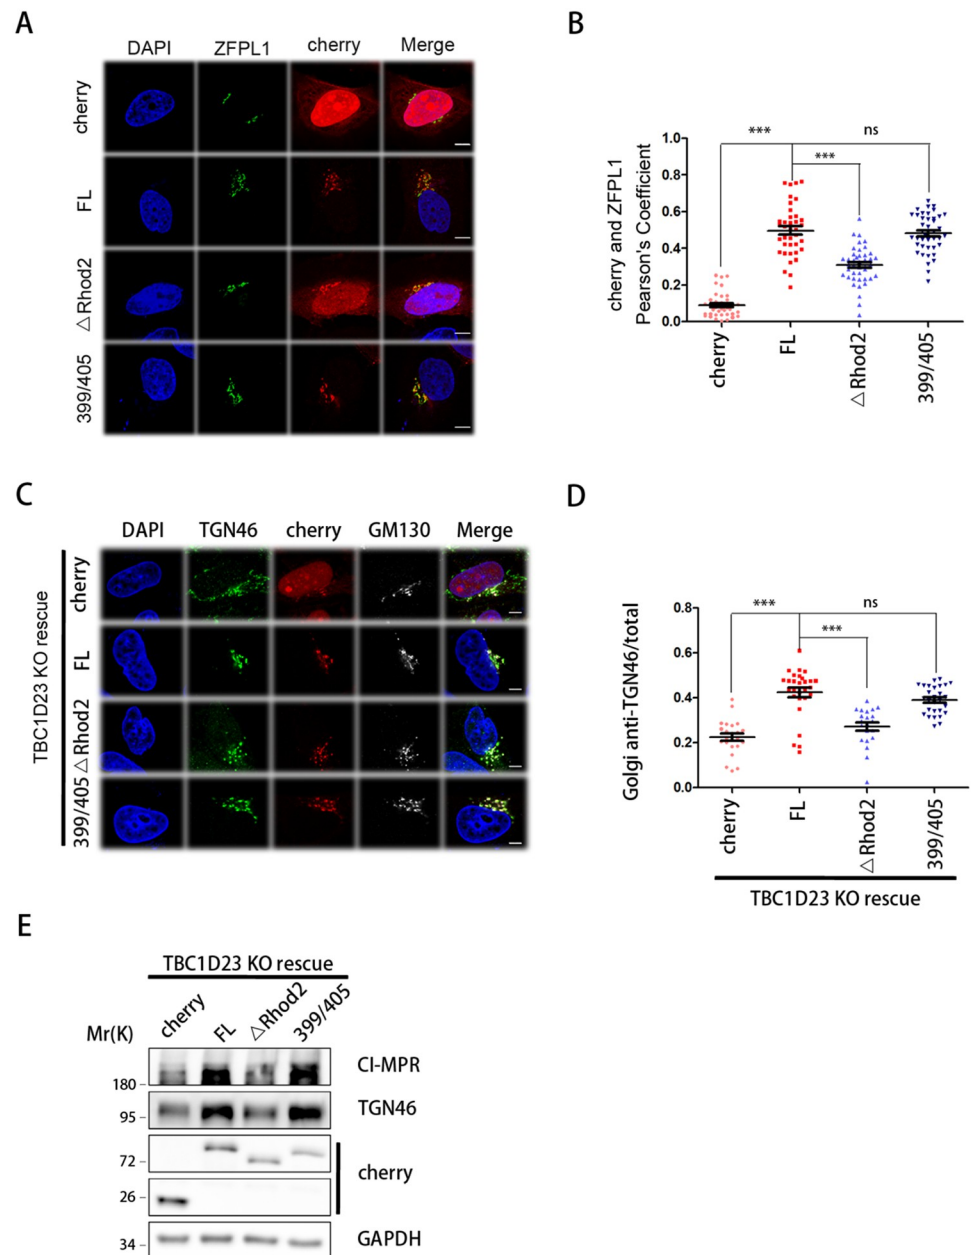 A
DAPI ZFPL1 cherry Merge
cherry
FL
△Rhod2
399/405
B
cherry and ZFPL1
Pearson's Coefficient
1.0
0.8
0.6
0.4
0.2
0.0
*** ns
***
cherry FL △Rhod2 399/405
C
DAPI TGN46 cherry GM130 Merge
TBC1D23 KO rescue
cherry
FL
△Rhod2
399/405
D
Golgi anti-TGN46/total
0.8
0.6
0.4
0.2
0.0
*** ns
***
cherry FL △Rhod2 399/405
TBC1D23 KO rescue
E
TBC1D23 KO rescue
Mr(K) cherry FL △Rhod2 399/405
180 CI-MPR
95 TGN46
72
26
cherry
34 GAPDH